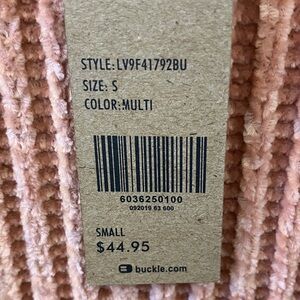 STYLE: LV9F41792BU
SIZE: S
COLOR: MULTI
6036250100
092019 63 600
SMALL
$44.95
B buckle.com